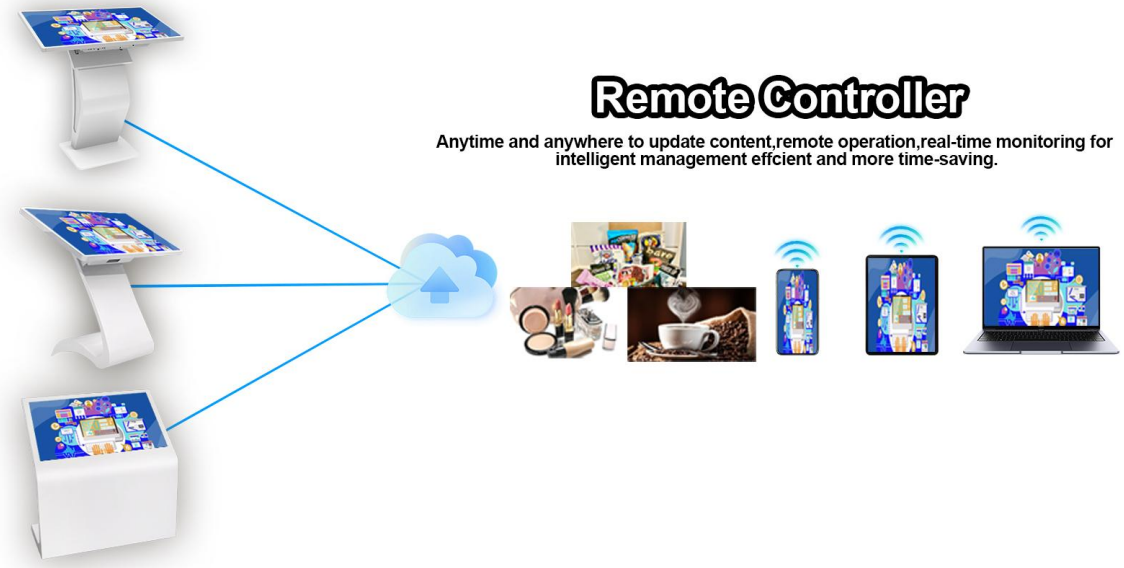 Remote Controller
Anytime and anywhere to update content,remote operation,real-time monitoring for
intelligent management effcient and more time-saving.